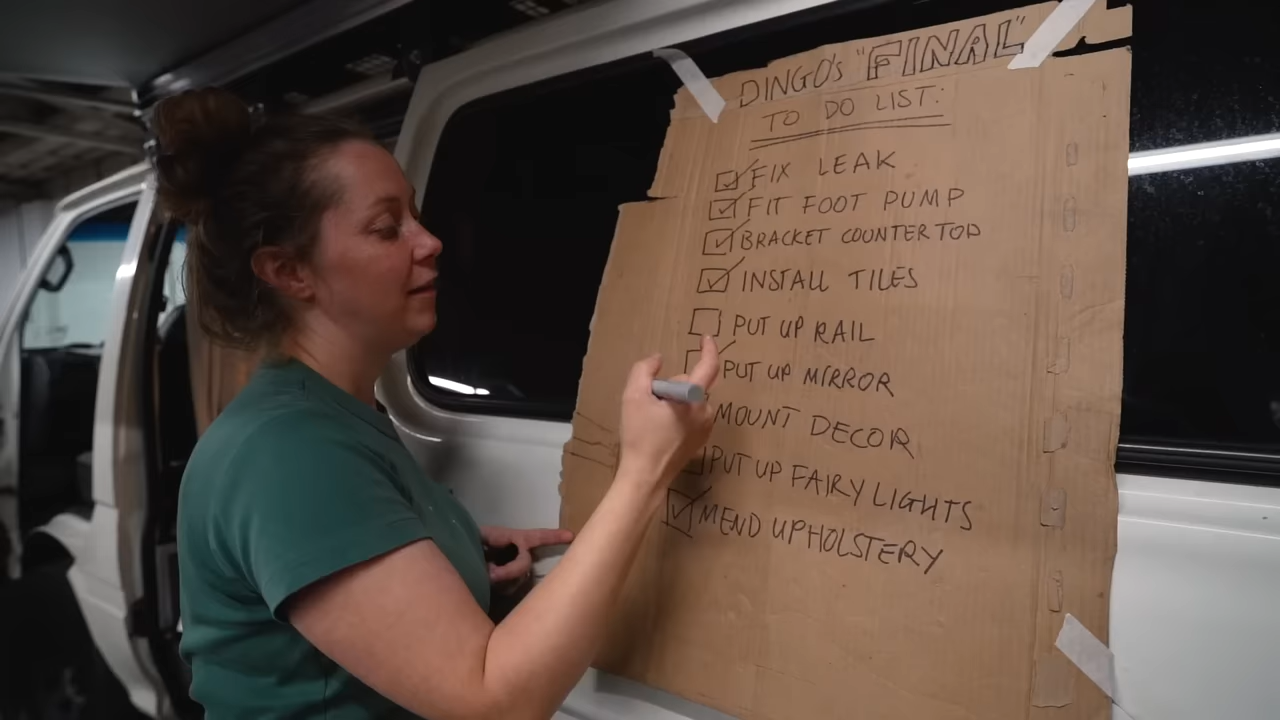 DINGO's "FINAL"
TO DO LIST:
FIX LEAK
FIT FOOT PUMP
BRACKET COUNTERTOP
INSTALL TILES
PUT UP RAIL
PUT UP MIRROR
MOUNT DECOR
PUT UP FAIRY LIGHTS
MEND UPHOLSTERY